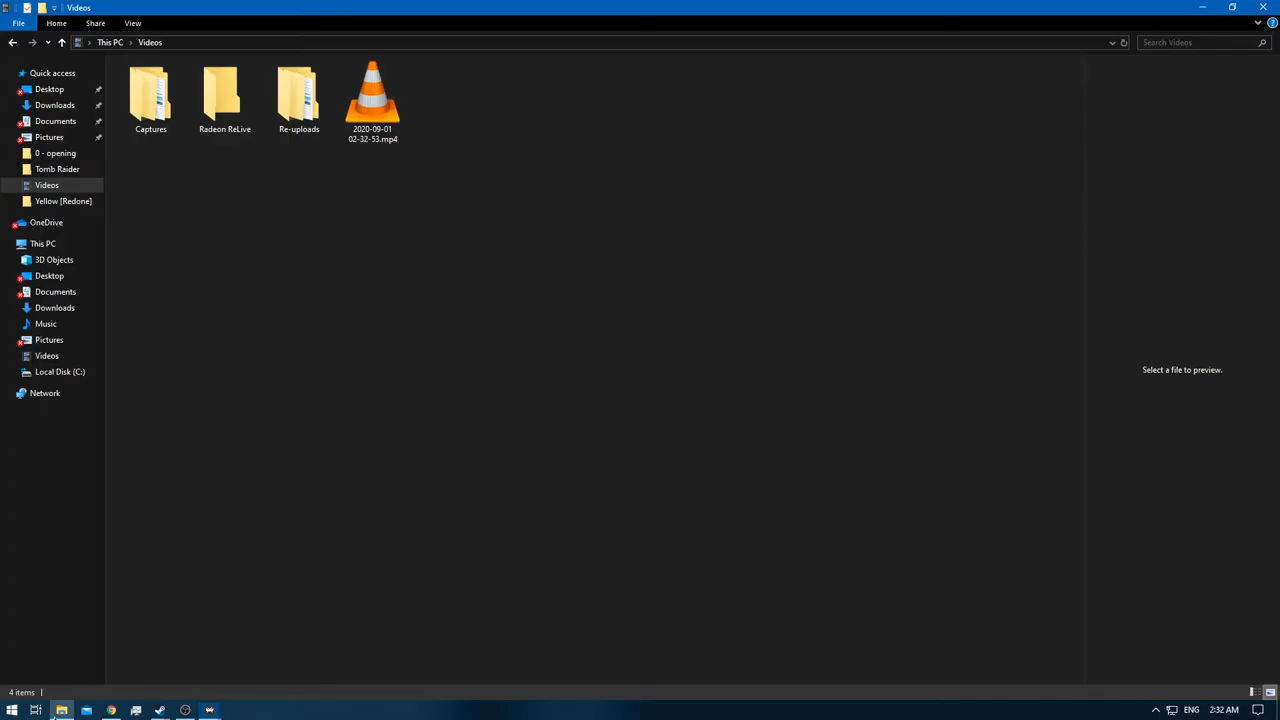 Videos
File Home Share View
This PC Videos Search Videos
Quick access
Desktop
Downloads
Documents
Pictures
0 - opening
Tomb Raider
Videos
Yellow [Redone]
OneDrive
This PC
3D Objects
Desktop
Documents
Downloads
Music
Pictures
Videos
Local Disk (C:)
Network
Captures
Radeon ReLive
Re-uploads
2020-09-01
02-32-53.mp4
Select a file to preview.
4 items
ENG 2:32 AM